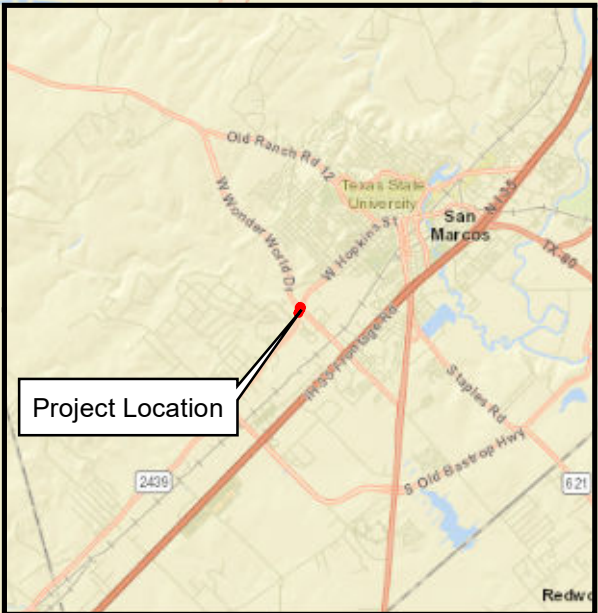 Old Ranch Rd 12
Texas State
University
San
Marcos
N I-35
W Wonder World Dr
W Hopkins St
TX-80
IH 35 Frontage Rd
Project Location
Staples Rd
S Old Bastrop Hwy
2439
621
Redwo